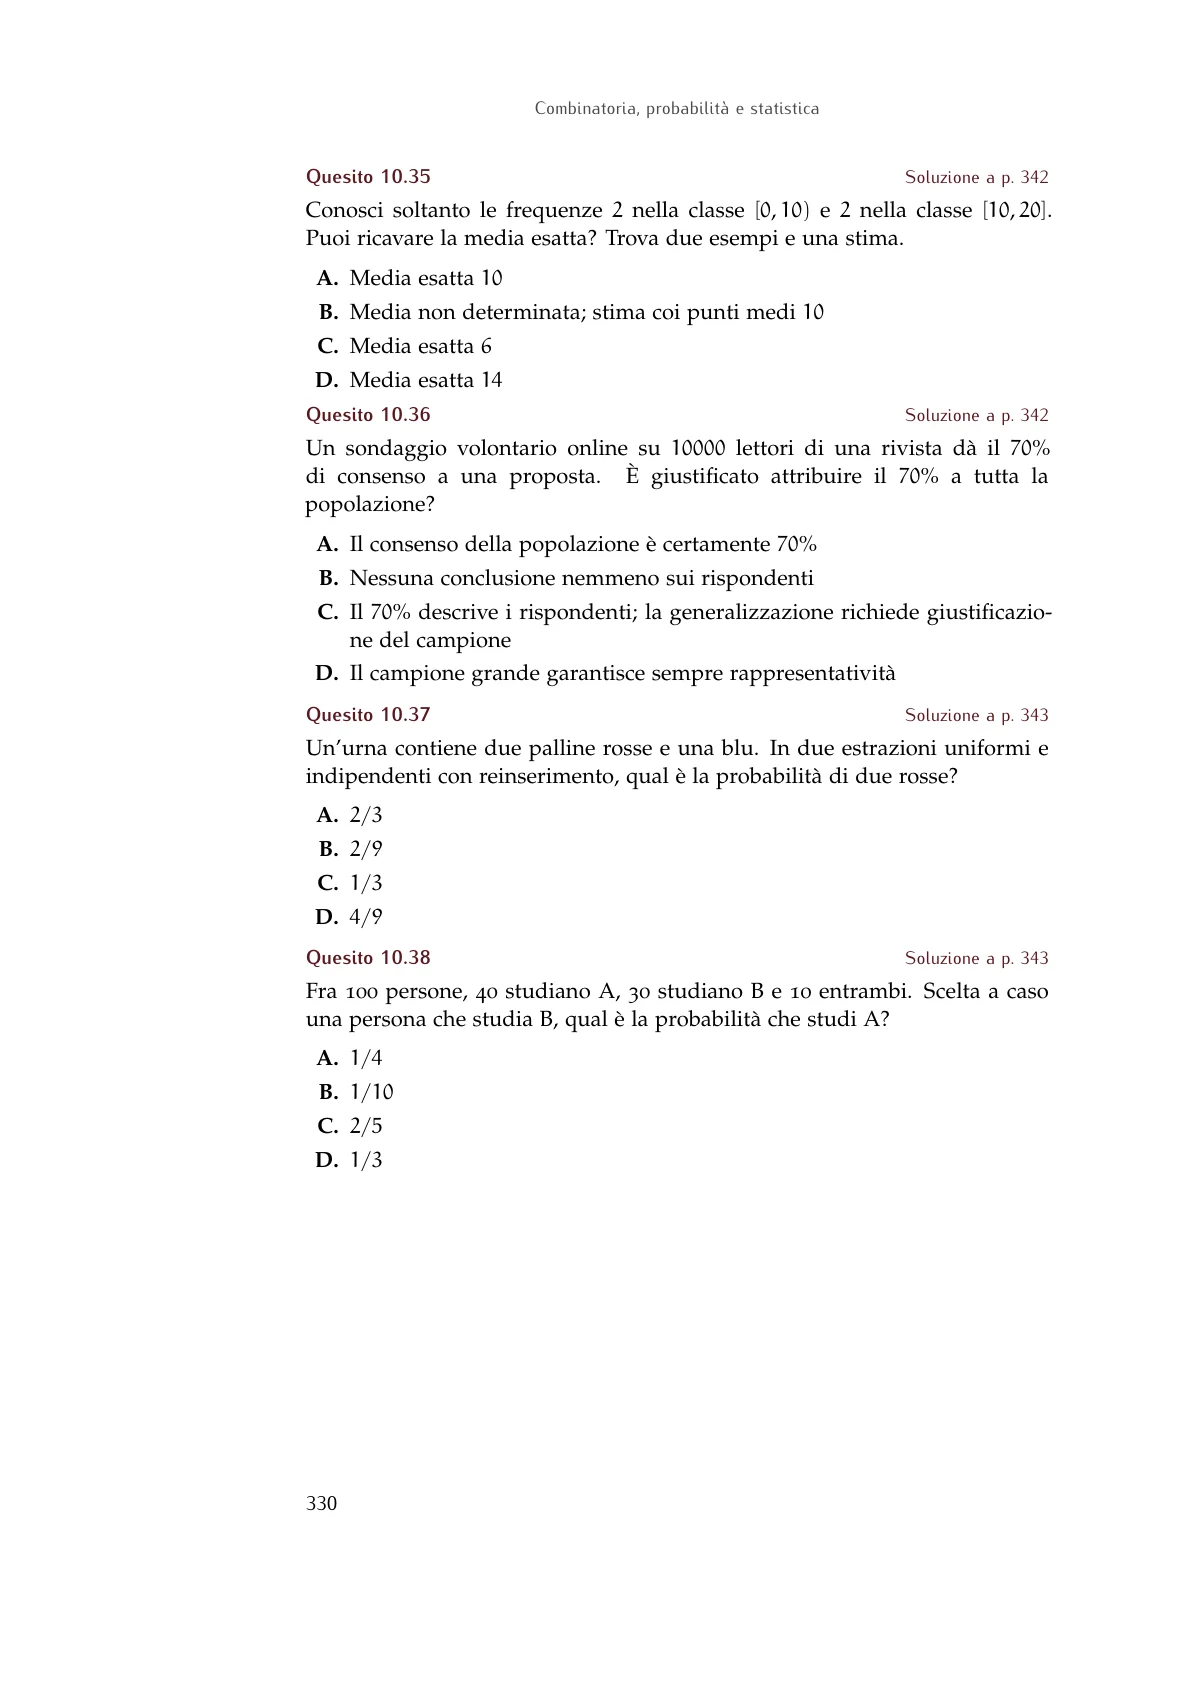 Combinatoria, probabilità e statistica
Quesito 10.35 Soluzione a p. 342
Conosci soltanto le frequenze 2 nella classe [0, 10) e 2 nella classe [10, 20].
Puoi ricavare la media esatta? Trova due esempi e una stima.
A. Media esatta 10
B. Media non determinata; stima coi punti medi 10
C. Media esatta 6
D. Media esatta 14
Quesito 10.36 Soluzione a p. 342
Un sondaggio volontario online su 10000 lettori di una rivista dà il 70%
di consenso a una proposta. È giustificato attribuire il 70% a tutta la
popolazione?
A. Il consenso della popolazione è certamente 70%
B. Nessuna conclusione nemmeno sui rispondenti
C. Il 70% descrive i rispondenti; la generalizzazione richiede giustificazio-
ne del campione
D. Il campione grande garantisce sempre rappresentatività
Quesito 10.37 Soluzione a p. 343
Un'urna contiene due palline rosse e una blu. In due estrazioni uniformi e
indipendenti con reinserimento, qual è la probabilità di due rosse?
A. 2/3
B. 2/9
C. 1/3
D. 4/9
Quesito 10.38 Soluzione a p. 343
Fra 100 persone, 40 studiano A, 30 studiano B e 10 entrambi. Scelta a caso
una persona che studia B, qual è la probabilità che studi A?
A. 1/4
B. 1/10
C. 2/5
D. 1/3
330